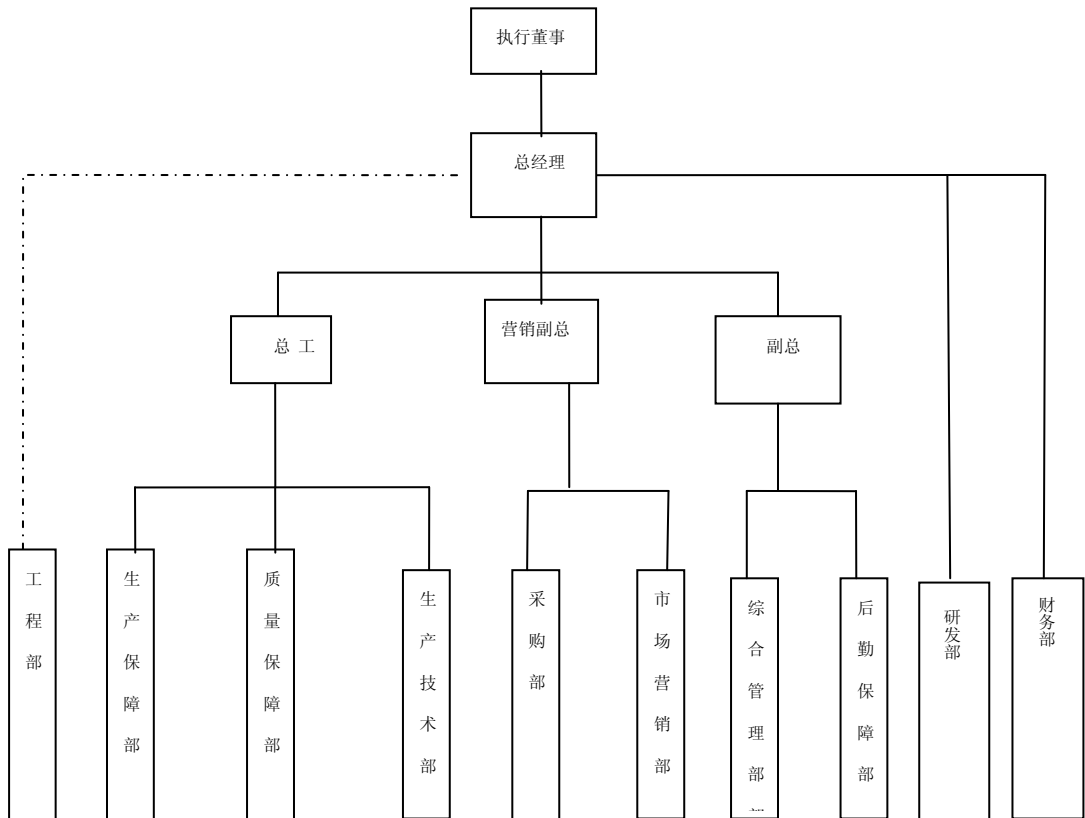 执行董事
总经理
总 工
营销副总
副总
工程部
生产保障部
质量保障部
生产技术部
采购部
市场营销部
综合管理部
后勤保障部
研发部
财务部